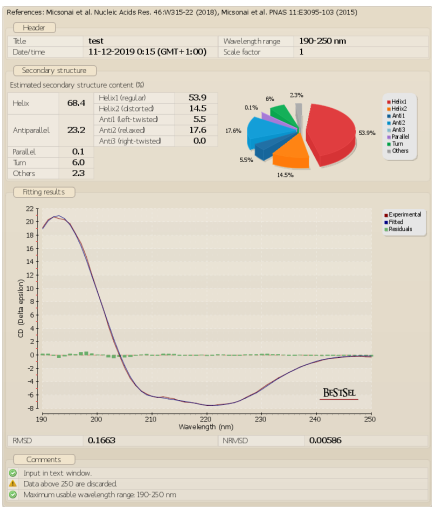 References: Micsonai et al. Nucleic Acids Res. 46:W315-22 (2018), Micsonai et al. PNAS 11:E3095-103 (2015)
Header
Title test Wavelength range 190-250 nm
Date/time 11-12-2019 0:15 (GMT+1:00) Scale factor 1
Secondary structure
Estimated secondary structure content (%)
Helix 68.4 Helix1 (regular) 53.9
Helix2 (distorted) 14.5
Antiparallel 23.2 Anti1 (left-twisted) 5.5
Anti2 (relaxed) 17.6
Anti3 (right-twisted) 0.0
Parallel 0.1
Turn 6.0
Others 2.3
2.3%
6%
0.1%
17.6%
5.5%
14.5%
53.9%
Helix1
Helix2
Anti1
Anti2
Anti3
Parallel
Turn
Others
Fitting results
CD (Delta epsilon)
22
20
18
16
14
12
10
8
6
4
2
0
-2
-4
-6
-8
190 200 210 220 230 240 250
Wavelength (nm)
BESTSEL
Experimental
Fitted
Residuals
RMSD 0.1663 NRMSD 0.00586
Comments
Input in text window.
Data above 250 are discarded.
Maximum usable wavelength range: 190-250 nm